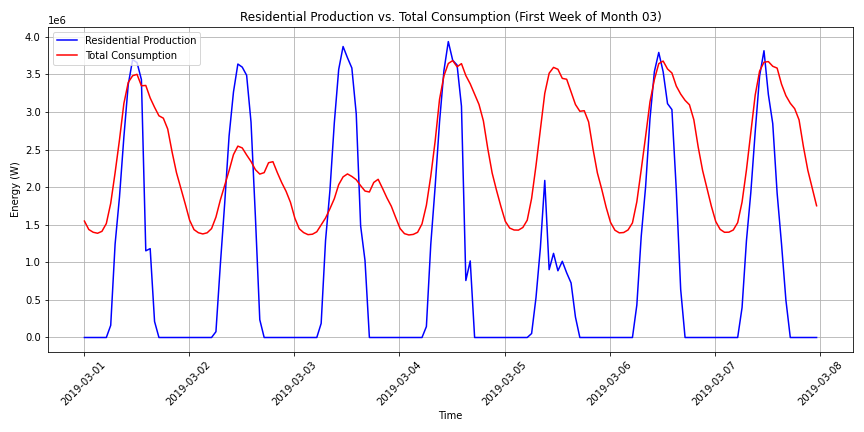 Residential Production vs. Total Consumption (First Week of Month 03)
1e6
Residential Production
Total Consumption
4.0
3.5
3.0
2.5
2.0
1.5
1.0
0.5
0.0
Energy (W)
2019-03-01
2019-03-02
2019-03-03
2019-03-04
2019-03-05
2019-03-06
2019-03-07
2019-03-08
Time